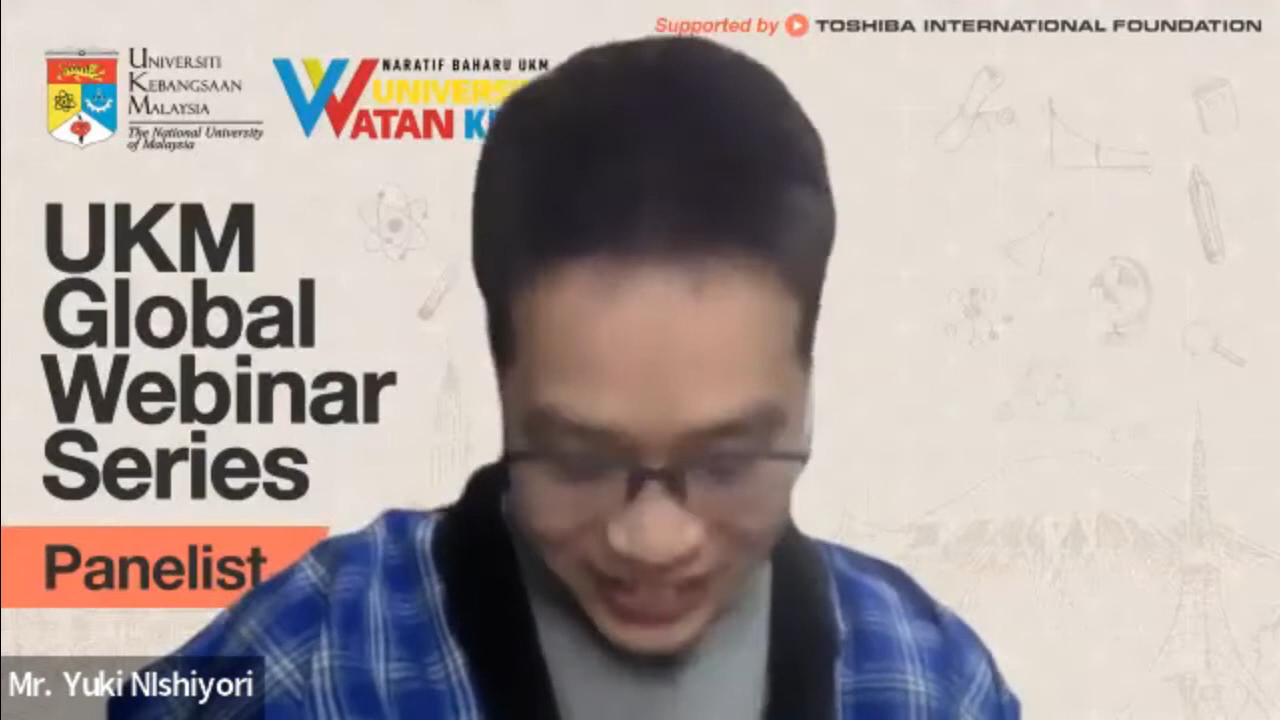 Supported by TOSHIBA INTERNATIONAL FOUNDATION
UNIVERSITI
KEBANGSAAN
MALAYSIA
The National University
of Malaysia
NARATIF BAHARU UKM
WATAN
UKM
Global
Webinar
Series
Panelist
Mr. Yuki NIshiyori